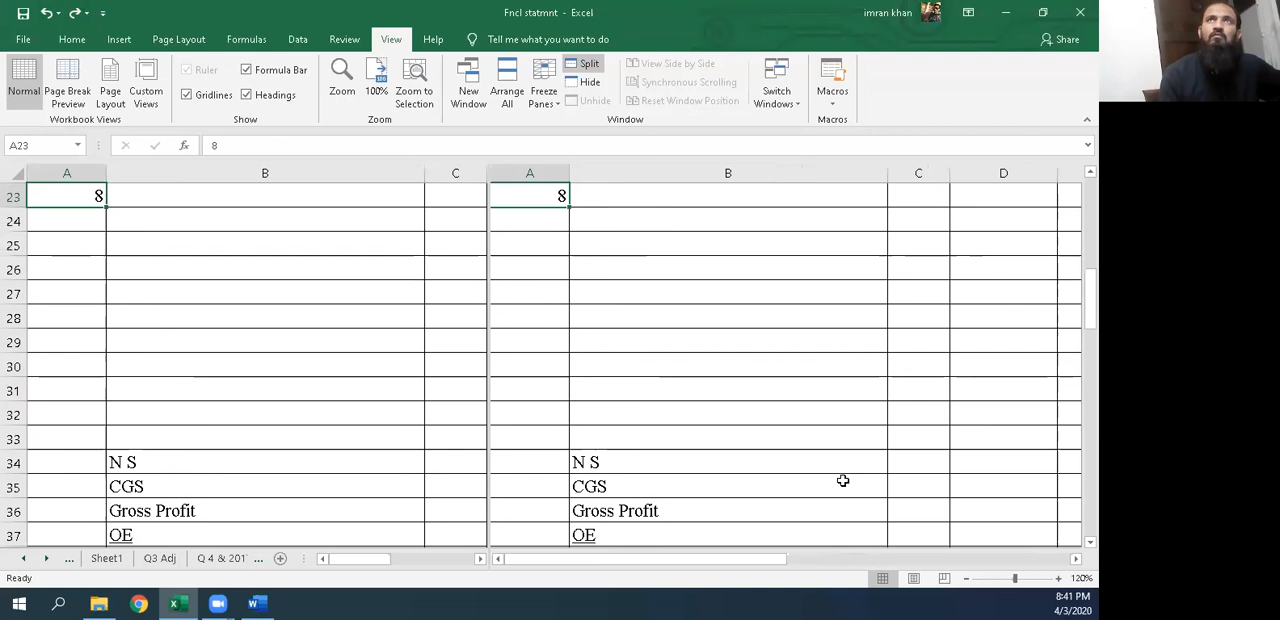 Fncl statmnt - Excel
imran khan
File Home Insert Page Layout Formulas Data Review View Help Tell me what you want to do Share
Normal Page Break Preview Page Layout Custom Views
Workbook Views
Ruler Formula Bar
Gridlines Headings
Show
Zoom 100% Zoom to Selection
Zoom
New Window Arrange All Freeze Panes
Split
Hide
Unhide
View Side by Side
Synchronous Scrolling
Reset Window Position
Window
Switch Windows
Macros
Macros
A23 fx 8
A B C A B C D
23 8 8
24
25
26
27
28
29
30
31
32
33
34 N S N S
35 CGS CGS
36 Gross Profit Gross Profit
37 OE OE
... Sheet1 Q3 Adj Q 4 & 201 ...
Ready 120%
8:41 PM
4/3/2020